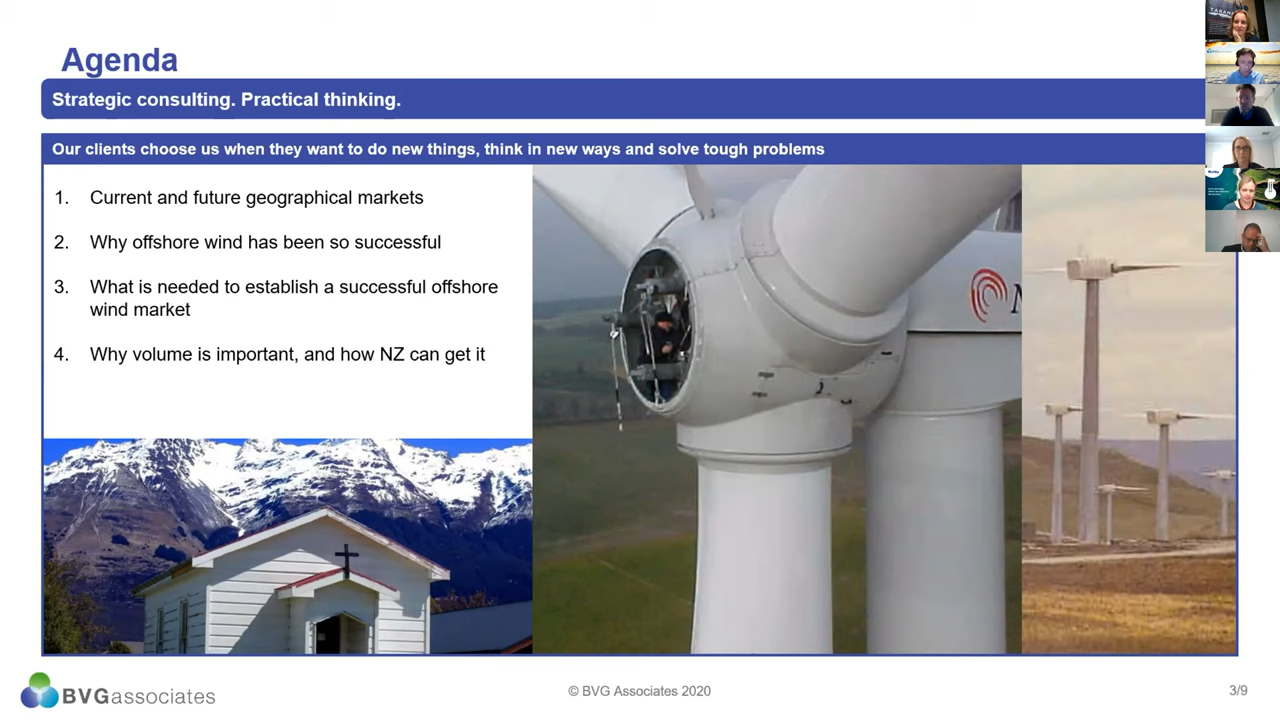 Agenda
Strategic consulting. Practical thinking.
Our clients choose us when they want to do new things, think in new ways and solve tough problems
1. Current and future geographical markets
2. Why offshore wind has been so successful
3. What is needed to establish a successful offshore
wind market
4. Why volume is important, and how NZ can get it
BVGassociates
© BVG Associates 2020
3/9